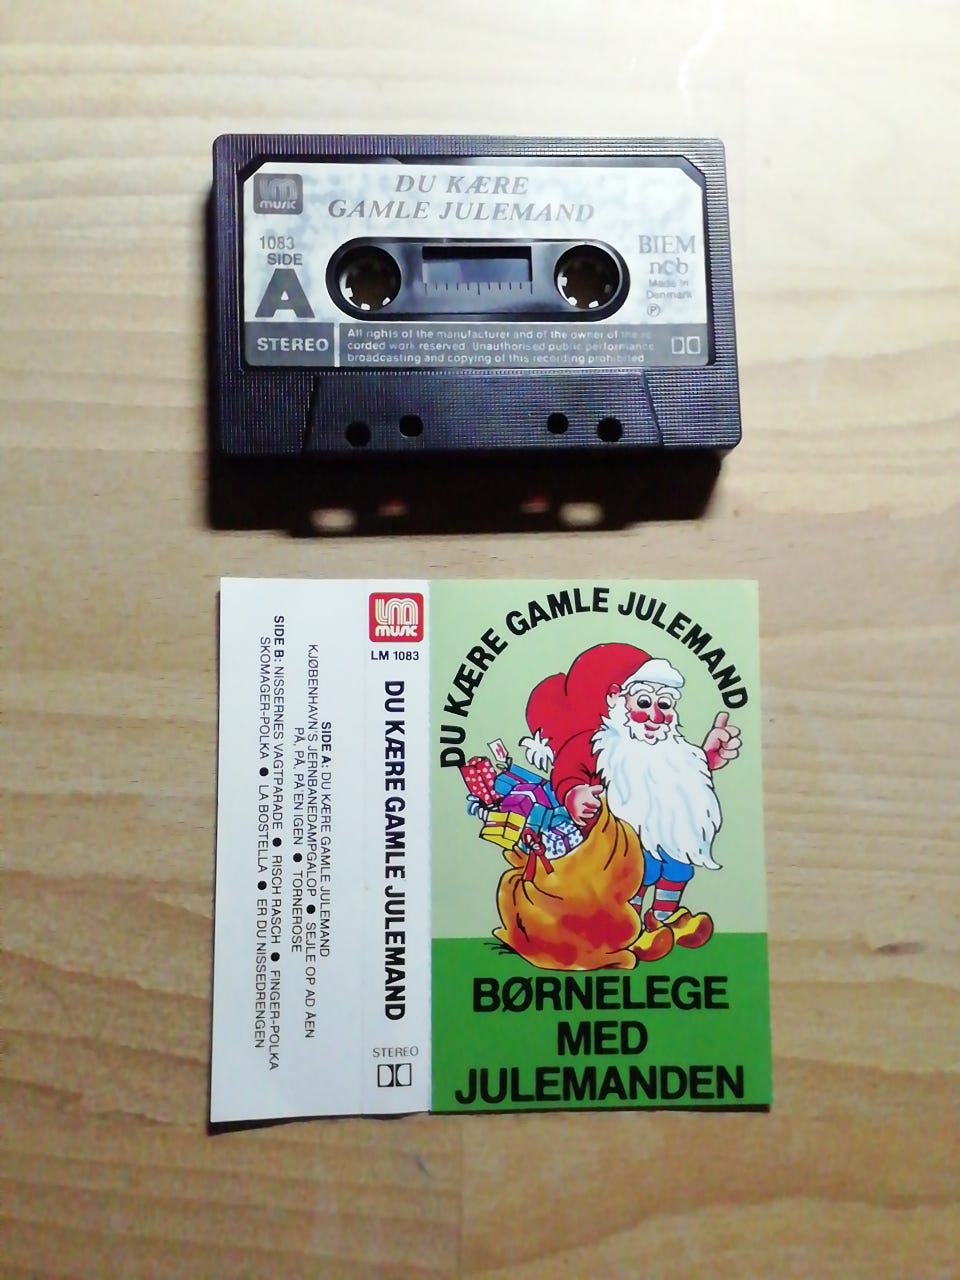 LM
music
DU KÆRE
GAMLE JULEMAND
1083
SIDE
A
BIEM
ncb
Made in
Denmark
Ⓟ
STEREO
All rights of the manufacturer and of the owner of the re
corded work reserved. Unauthorised public performance
broadcasting and copying of this recording prohibited
DU KÆRE GAMLE JULEMAND
BØRNELEGE
MED
JULEMANDEN
LM
music
LM 1083
DU KÆRE GAMLE JULEMAND
STEREO
SIDE A: DU KÆRE GAMLE JULEMAND
KJØBENHAVN'S JERNBANEDAMPGALOP ● SEJLE OP AD ÅEN
PÅ, PÅ, PÅ EN IGEN ● TORNEROSE
SIDE B: NISSERNES VAGTPARADE ● RISCH RASCH ● FINGER-POLKA
SKOMAGER-POLKA ● LA BOSTELLA ● ER DU NISSEDRENGEN